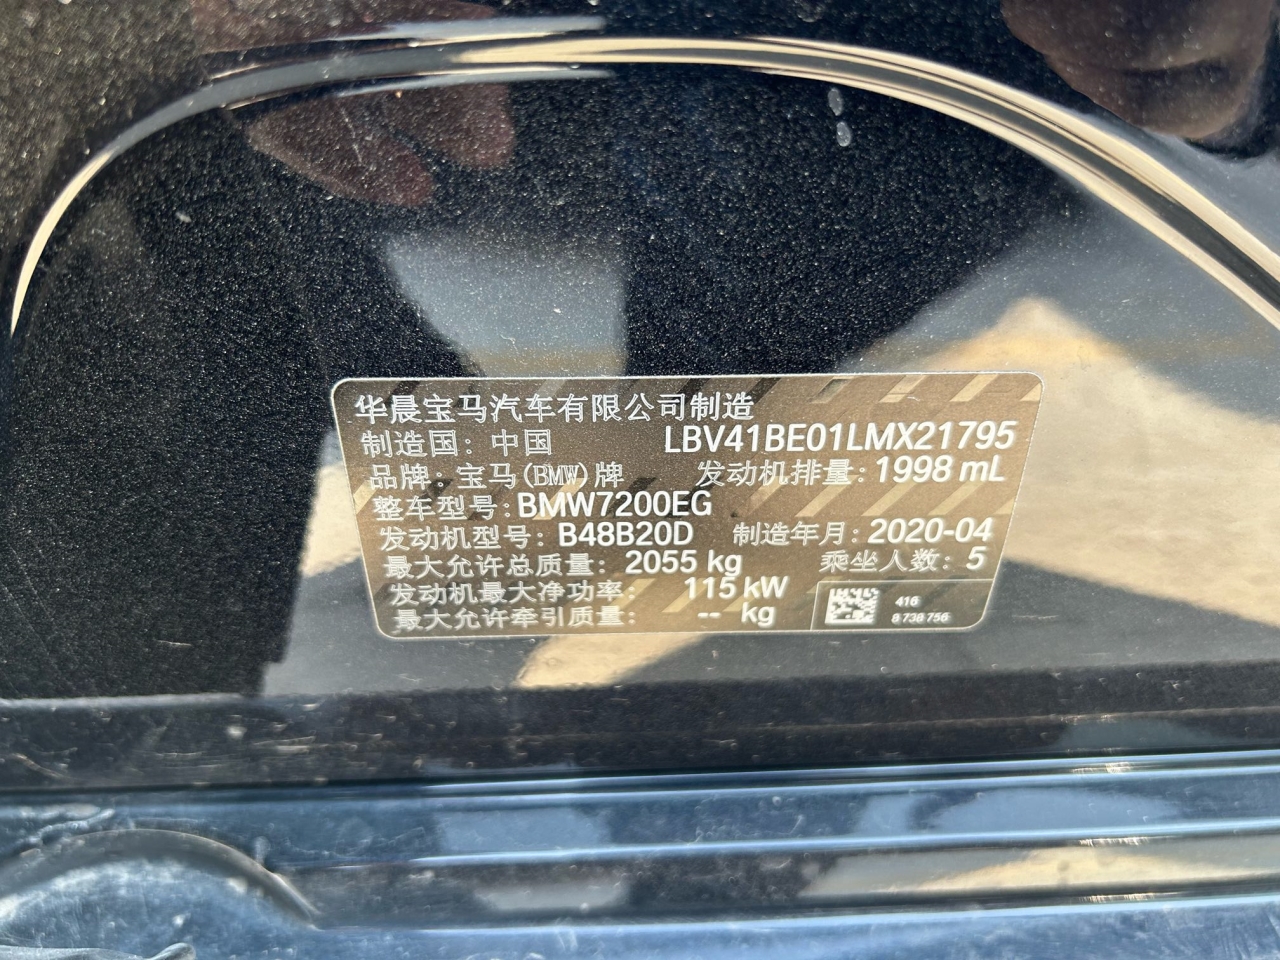 华晨宝马汽车有限公司制造
制造国：中国 LBV41BE01LMX21795
品牌：宝马(BMW)牌 发动机排量：1998 mL
整车型号：BMW7200EG
发动机型号：B48B20D 制造年月：2020-04
最大允许总质量：2055 kg 乘坐人数：5
发动机最大净功率：115 kW
最大允许牵引质量：-- kg
416
8 738 756